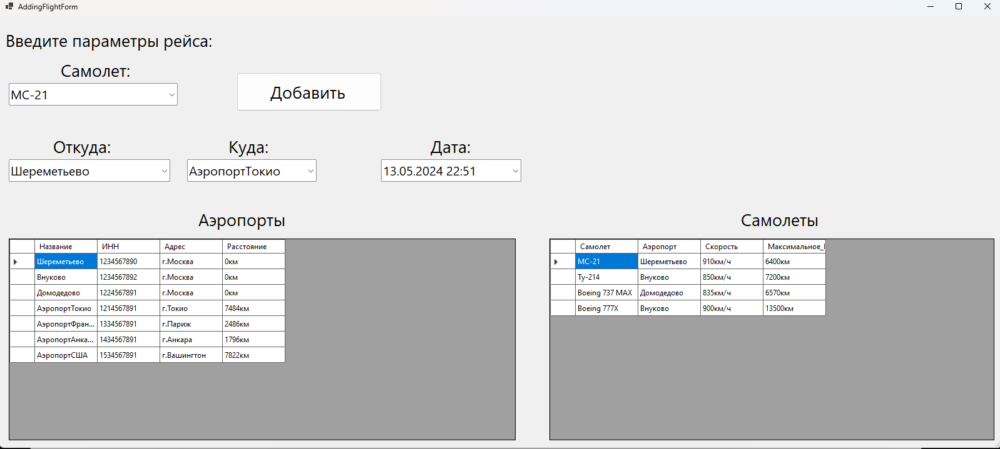 AddingFlightForm
Введите параметры рейса:
Самолет:
МС-21
Добавить
Откуда: Куда: Дата:
Шереметьево АэропортТокио 13.05.2024 22:51
Аэропорты
Название ИНН Адрес Расстояние
Шереметьево 1234567890 г.Москва 0км
Внуково 1234567892 г.Москва 0км
Домодедово 1224567891 г.Москва 0км
АэропортТокио 1214567891 г.Токио 7484км
АэропортФран... 1334567891 г.Париж 2486км
АэропортАнка... 1434567891 г.Анкара 1796км
АэропортСША 1534567891 г.Вашингтон 7822км
Самолеты
Самолет Аэропорт Скорость Максимальное_
МС-21 Шереметьево 910км/ч 6400км
Ту-214 Внуково 850км/ч 7200км
Boeing 737 MAX Домодедово 835км/ч 6570км
Boeing 777X Внуково 900км/ч 13500км